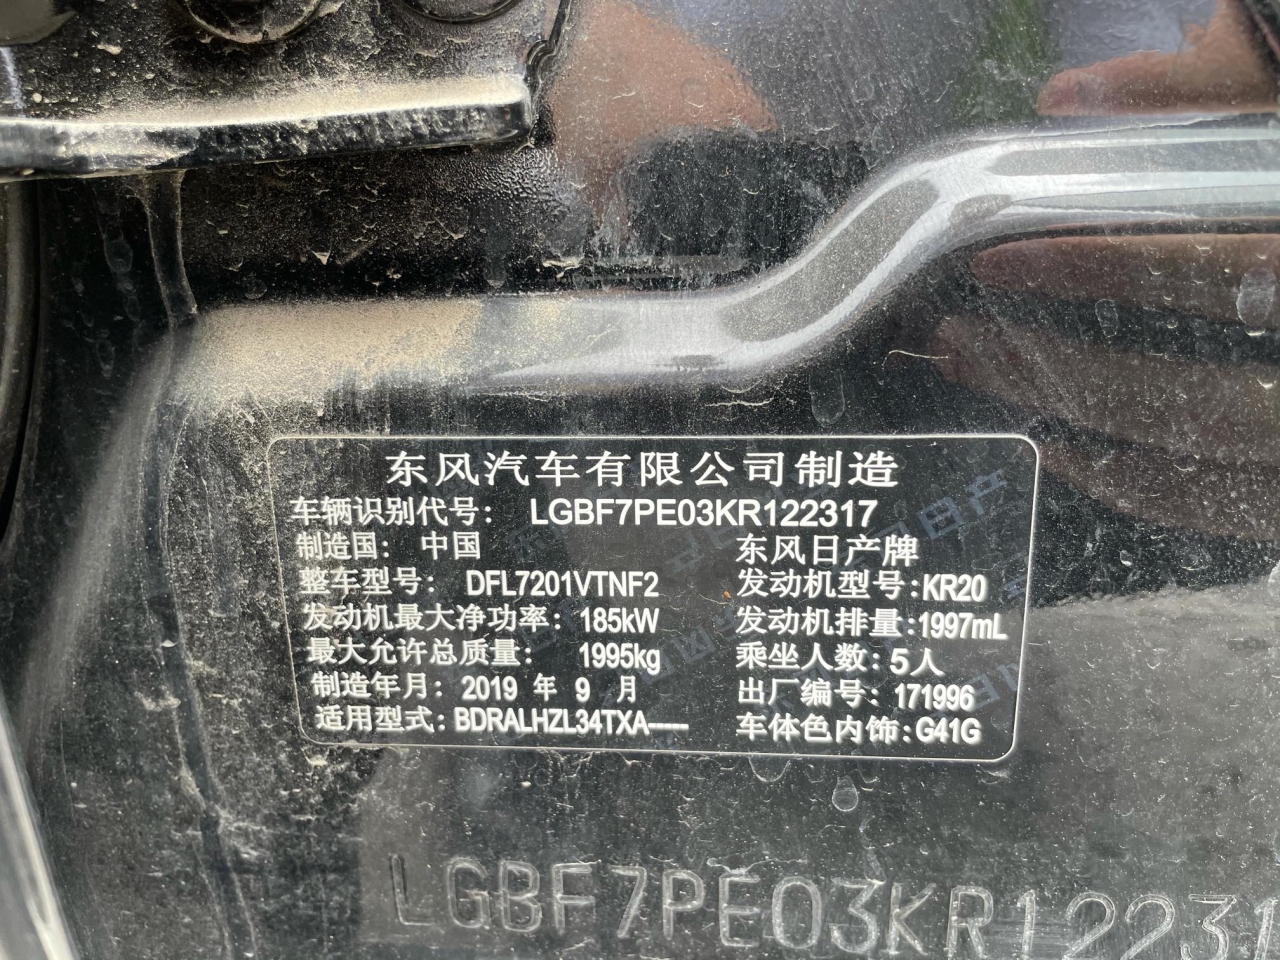 东风汽车有限公司制造
车辆识别代号： LGBF7PE03KR122317
制造国： 中国 东风日产牌
整车型号： DFL7201VTNF2 发动机型号:KR20
发动机最大净功率： 185kW 发动机排量:1997mL
最大允许总质量： 1995kg 乘坐人数: 5人
制造年月: 2019 年 9 月 出厂编号: 171996
适用型式:BDRALHZL34TXA----- 车体色内饰:G41G
LGBF7PE03KR12231